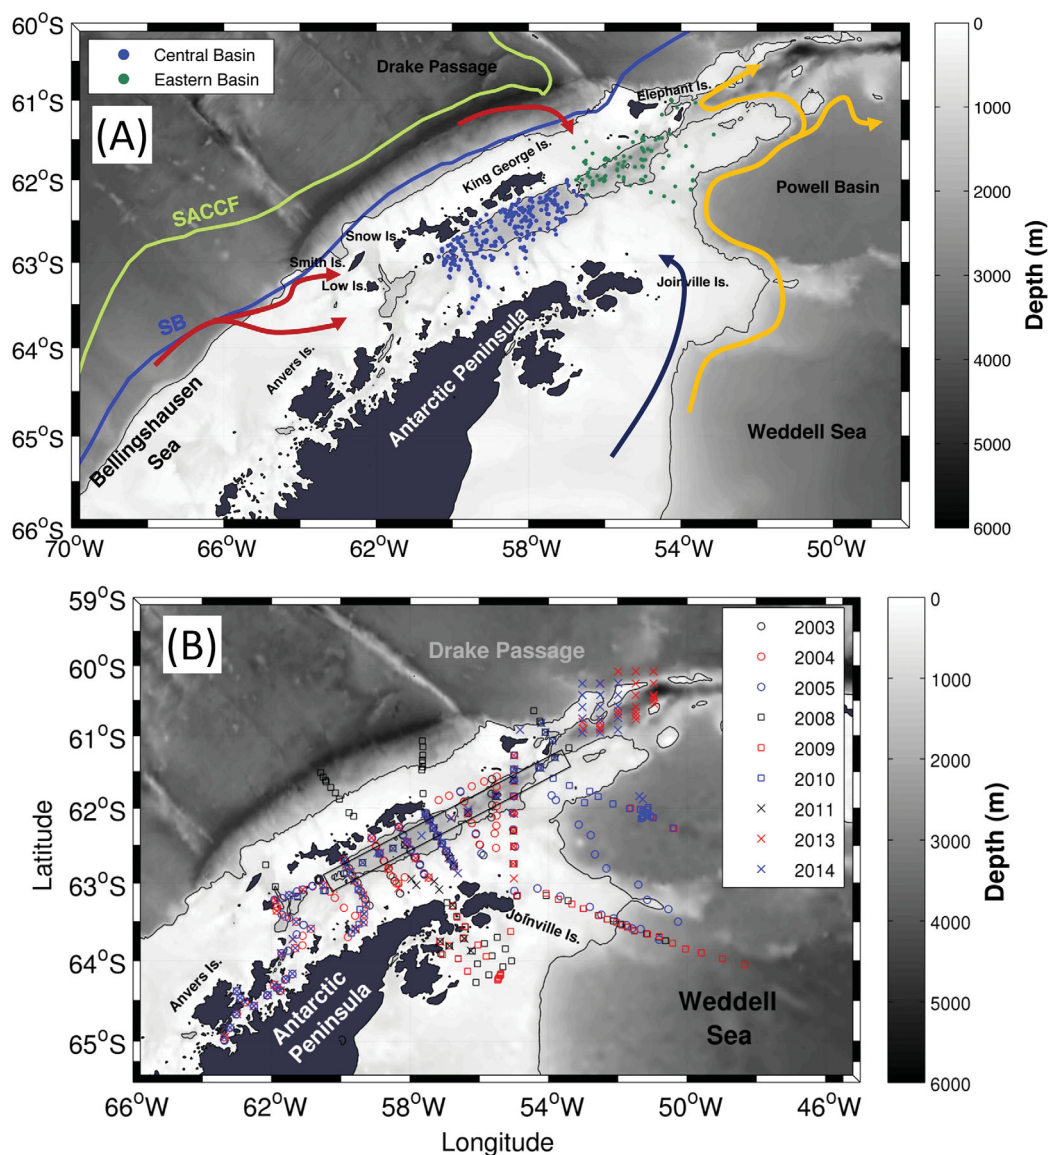 60°S
61°S
62°S
63°S
64°S
65°S
66°S
(A)
Central Basin
Eastern Basin
Drake Passage
Elephant Is.
King George Is.
SACCF
Snow Is.
Smith Is.
Low Is.
SB
Powell Basin
Joinville Is.
Anvers Is.
Antarctic Peninsula
Bellingshausen
Sea
Weddell Sea
70°W
66°W
62°W
58°W
54°W
50°W
0
1000
2000
3000
4000
5000
6000
Depth (m)
59°S
60°S
61°S
62°S
63°S
64°S
65°S
Latitude
(B)
Drake Passage
2003
2004
2005
2008
2009
2010
2011
2013
2014
Joinville Is.
Anvers Is.
Antarctic
Peninsula
Weddell
Sea
66°W
62°W
58°W
54°W
50°W
46°W
Longitude
0
1000
2000
3000
4000
5000
6000
Depth (m)